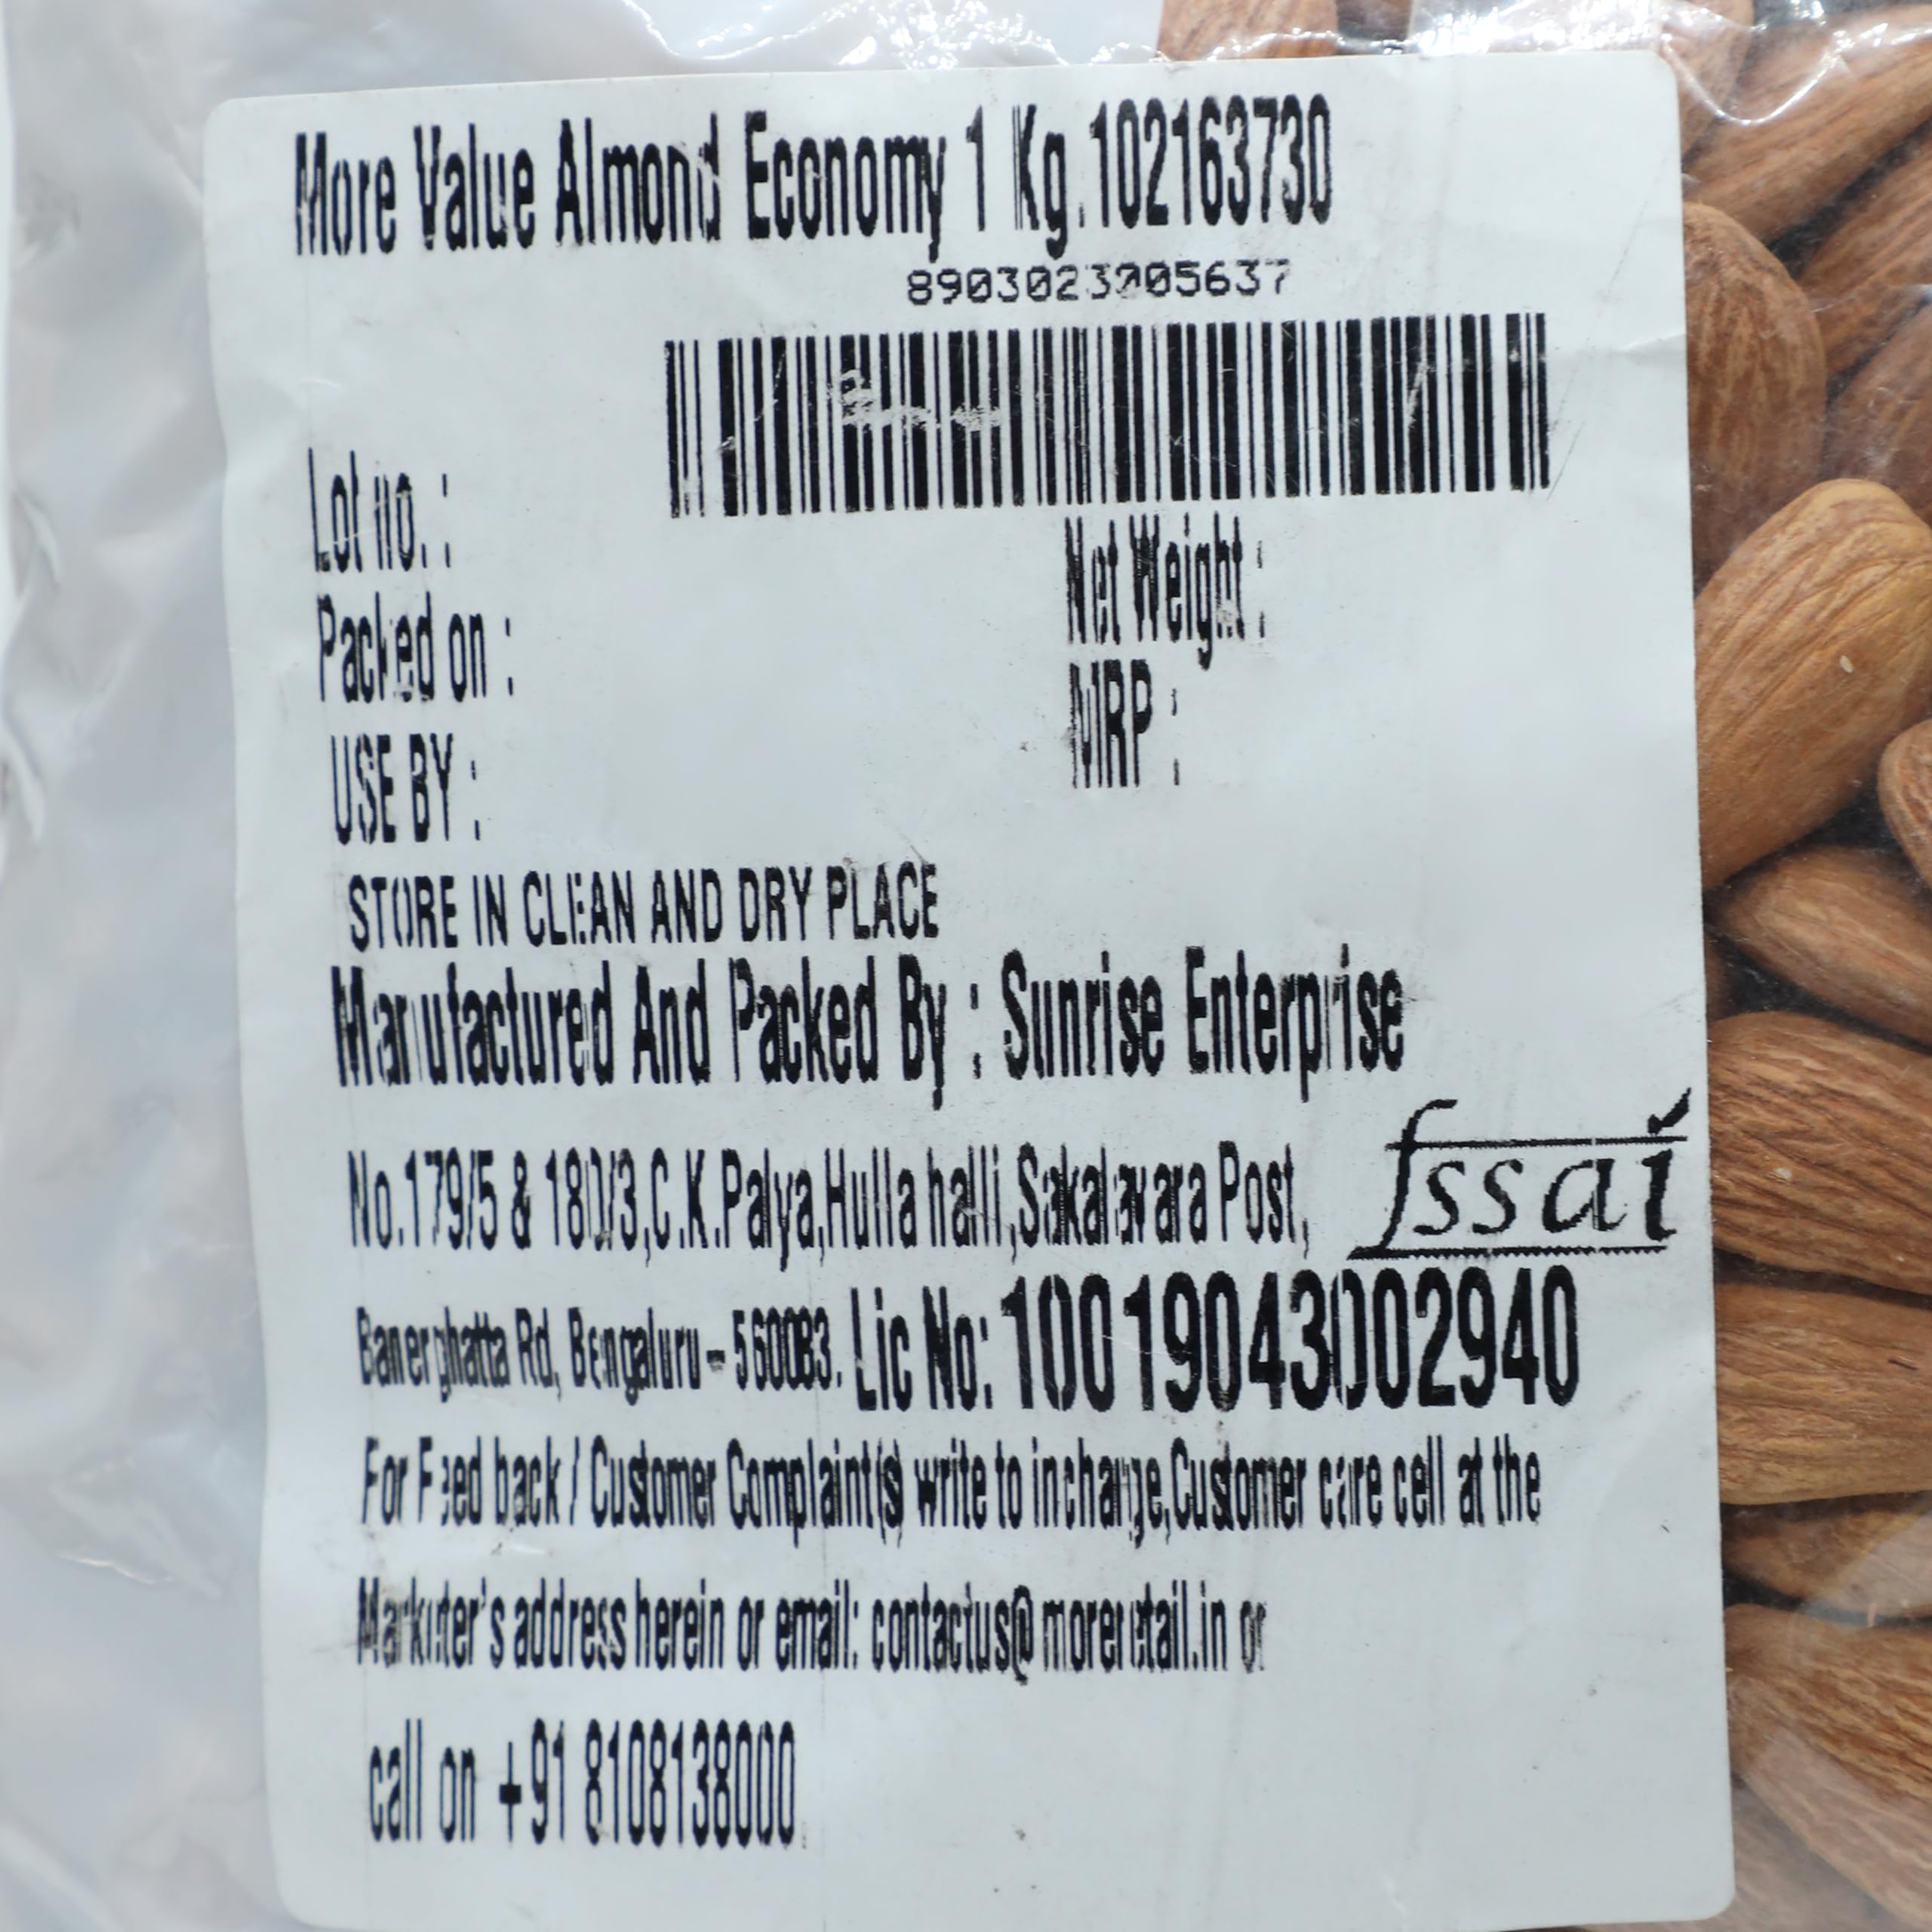 More Value Almond Economy 1 Kg.102163730
8903023005637
Lot no. :
Net Weight :
Packed on :
MRP :
USE BY :
STORE IN CLEAN AND DRY PLACE
Manufactured And Packed By : Sunrise Enterprise
No.179/5 & 180/3,C.K.Palya,Hulla halli,Sakalawara Post,
fssai
Banerghatta Rd, Bengaluru – 560083. Lic No: 10019043002940
For Feed back / Customer Complaint(s) write to incharge,Customer care cell at the
Marketer's address herein or email: contactus@moreretail.in or
call on +91 8108138000